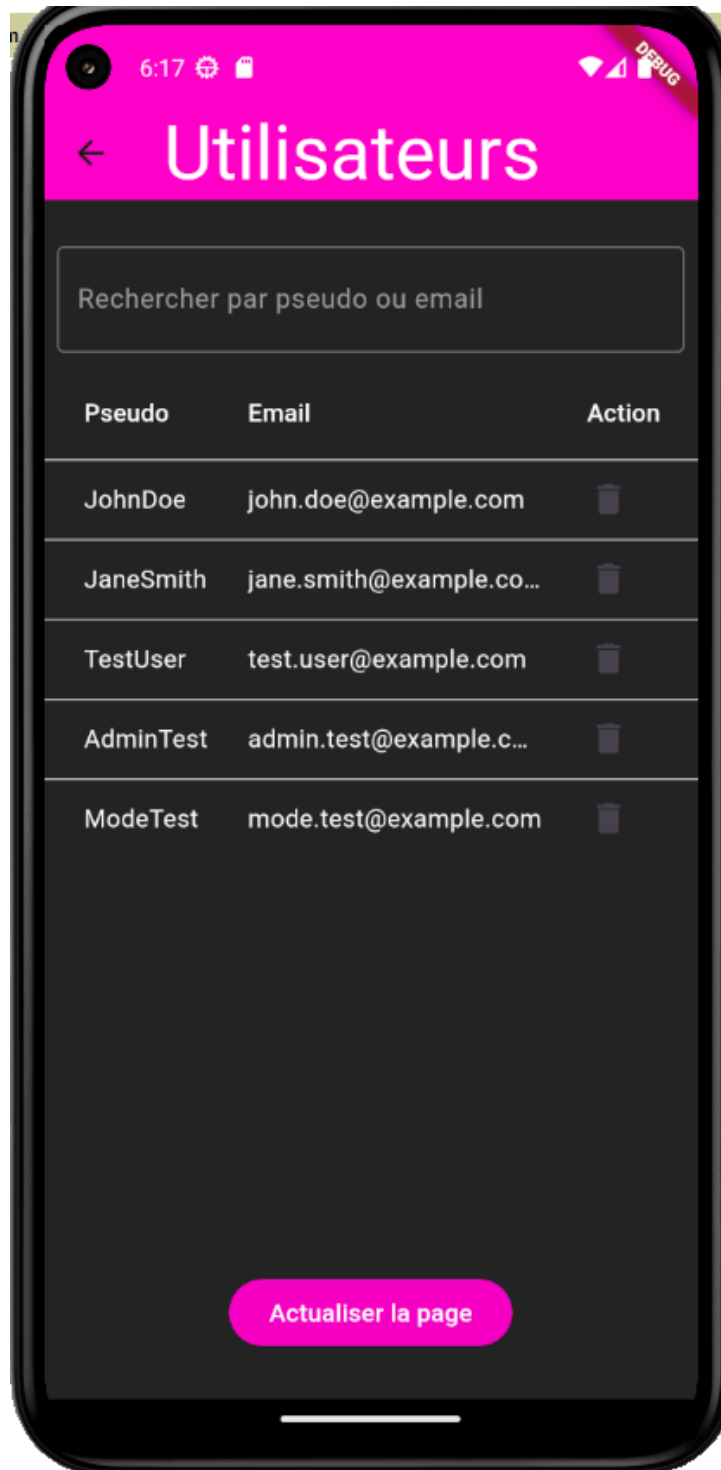 m
6:17
DEBUG
Utilisateurs
Rechercher par pseudo ou email
Pseudo Email Action
JohnDoe john.doe@example.com
JaneSmith jane.smith@example.co...
TestUser test.user@example.com
AdminTest admin.test@example.c...
ModeTest mode.test@example.com
Actualiser la page